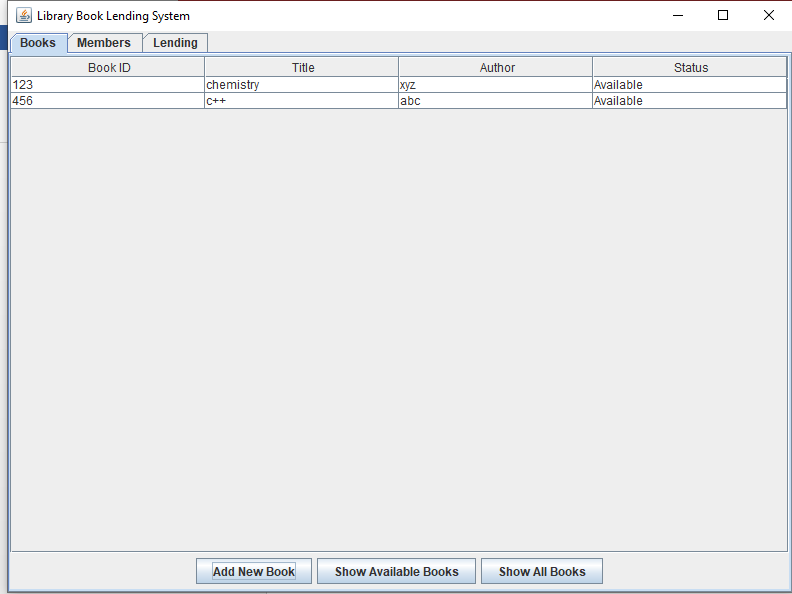 Library Book Lending System
Books Members Lending
Book ID Title Author Status
123 chemistry xyz Available
456 c++ abc Available
Add New Book Show Available Books Show All Books